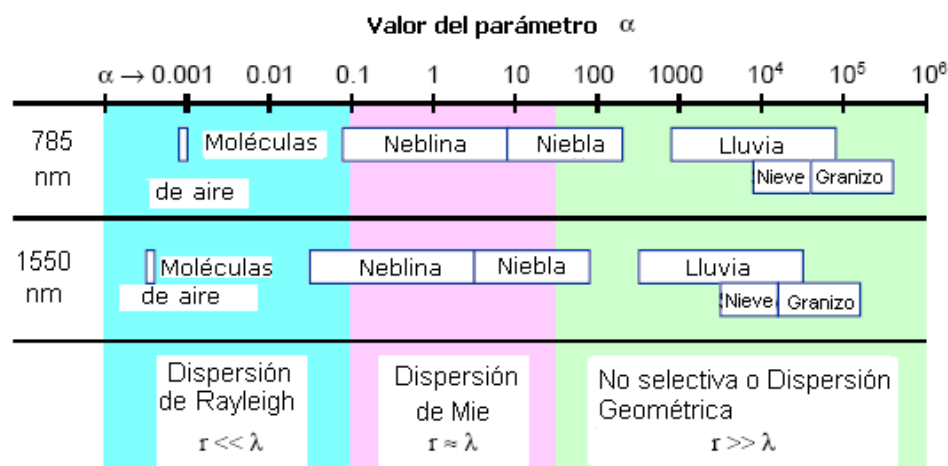 Valor del parámetro α
α → 0.001 0.01 0.1 1 10 100 1000 10⁴ 10⁵ 10⁶
785
nm
Moléculas
de aire
Neblina
Niebla
Lluvia
Nieve
Granizo
1550
nm
Moléculas
de aire
Neblina
Niebla
Lluvia
Nieve
Granizo
Dispersión
de Rayleigh
r << λ
Dispersión
de Mie
r ≈ λ
No selectiva o Dispersión
Geométrica
r >> λ